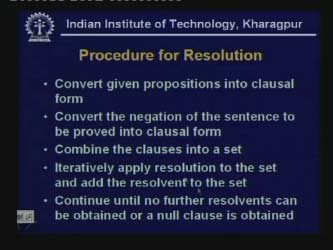 Indian Institute of Technology, Kharagpur
Procedure for Resolution
• Convert given propositions into clausal
form
• Convert the negation of the sentence to
be proved into clausal form
• Combine the clauses into a set
• Iteratively apply resolution to the set
and add the resolvent to the set
• Continue until no further resolvents can
be obtained or a null clause is obtained